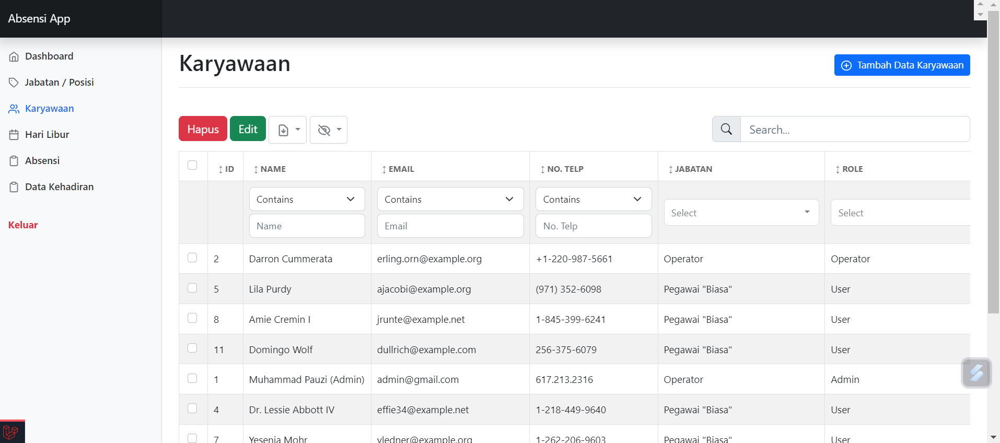 Absensi App
Dashboard
Jabatan / Posisi
Karyawaan
Hari Libur
Absensi
Data Kehadiran
Keluar
Karyawaan
Tambah Data Karyawaan
Hapus Edit
Search...
ID NAME EMAIL NO. TELP JABATAN ROLE
Contains Contains Contains
Select Select
Name Email No. Telp
2 Darron Cummerata erling.orn@example.org +1-220-987-5661 Operator Operator
5 Lila Purdy ajacobi@example.org (971) 352-6098 Pegawai "Biasa" User
8 Amie Cremin I jrunte@example.net 1-845-399-6241 Pegawai "Biasa" User
11 Domingo Wolf dullrich@example.com 256-375-6079 Pegawai "Biasa" User
1 Muhammad Pauzi (Admin) admin@gmail.com 617.213.2316 Operator Admin
4 Dr. Lessie Abbott IV effie34@example.net 1-218-449-9640 Pegawai "Biasa" User
7 Yesenia Mohr vledner@example.org 1-262-206-9603 Pegawai "Biasa" User